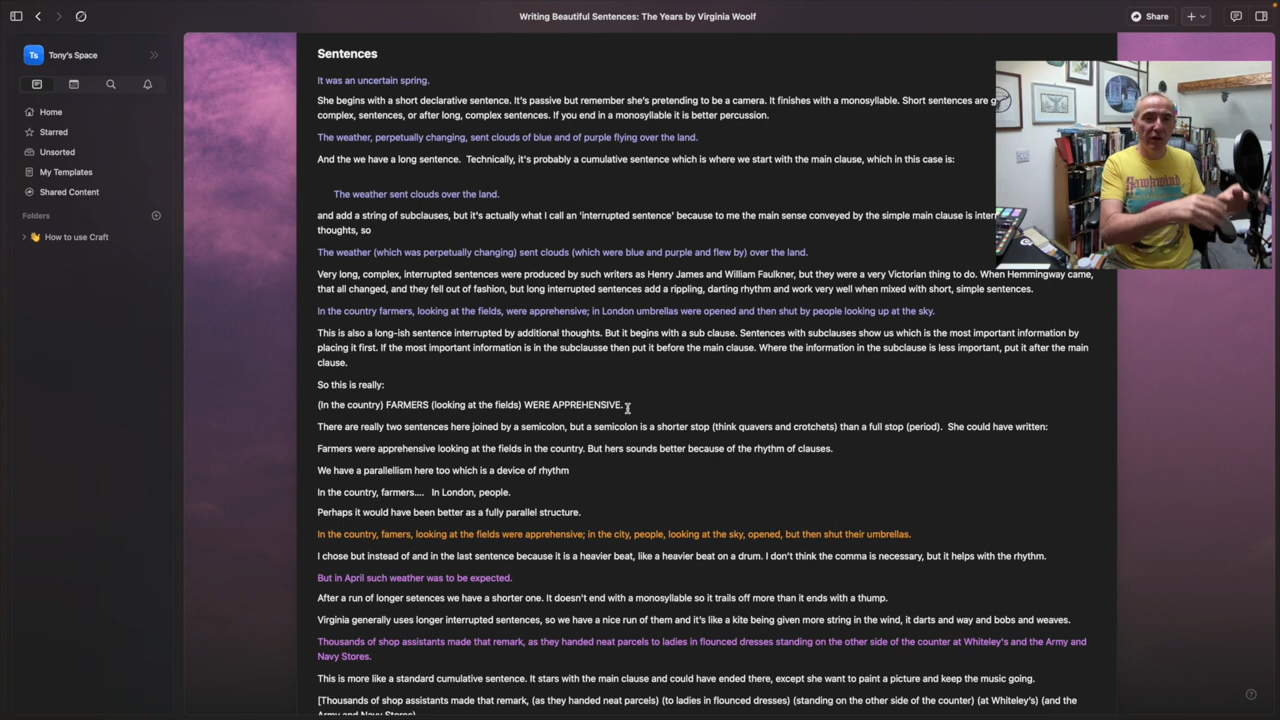 Writing Beautiful Sentences: The Years by Virginia Woolf
Share
Ts
Tony's Space
Home
Starred
Unsorted
My Templates
Shared Content
Folders
How to use Craft
Sentences
It was an uncertain spring.
She begins with a short declarative sentence. It's passive but remember she's pretending to be a camera. It finishes with a monosyllable. Short sentences are g
complex, sentences, or after long, complex sentences. If you end in a monosyllable it is better percussion.
The weather, perpetually changing, sent clouds of blue and of purple flying over the land.
And the we have a long sentence. Technically, it's probably a cumulative sentence which is where we start with the main clause, which in this case is:
The weather sent clouds over the land.
and add a string of subclauses, but it's actually what I call an 'interrupted sentence' because to me the main sense conveyed by the simple main clause is inter
thoughts, so
The weather (which was perpetually changing) sent clouds (which were blue and purple and flew by) over the land.
Very long, complex, interrupted sentences were produced by such writers as Henry James and William Faulkner, but they were a very Victorian thing to do. When Hemmingway came,
that all changed, and they fell out of fashion, but long interrupted sentences add a rippling, darting rhythm and work very well when mixed with short, simple sentences.
In the country farmers, looking at the fields, were apprehensive; in London umbrellas were opened and then shut by people looking up at the sky.
This is also a long-ish sentence interrupted by additional thoughts. But it begins with a sub clause. Sentences with subclauses show us which is the most important information by
placing it first. If the most important information is in the subclausse then put it before the main clause. Where the information in the subclause is less important, put it after the main
clause.
So this is really:
(In the country) FARMERS (looking at the fields) WERE APPREHENSIVE.
There are really two sentences here joined by a semicolon, but a semicolon is a shorter stop (think quavers and crotchets) than a full stop (period). She could have written:
Farmers were apprehensive looking at the fields in the country. But hers sounds better because of the rhythm of clauses.
We have a parallellism here too which is a device of rhythm
In the country, farmers.... In London, people.
Perhaps it would have been better as a fully parallel structure.
In the country, famers, looking at the fields were apprehensive; in the city, people, looking at the sky, opened, but then shut their umbrellas.
I chose but instead of and in the last sentence because it is a heavier beat, like a heavier beat on a drum. I don't think the comma is necessary, but it helps with the rhythm.
But in April such weather was to be expected.
After a run of longer setences we have a shorter one. It doesn't end with a monosyllable so it trails off more than it ends with a thump.
Virginia generally uses longer interrupted sentences, so we have a nice run of them and it's like a kite being given more string in the wind, it darts and way and bobs and weaves.
Thousands of shop assistants made that remark, as they handed neat parcels to ladies in flounced dresses standing on the other side of the counter at Whiteley's and the Army and
Navy Stores.
This is more like a standard cumulative sentence. It stars with the main clause and could have ended there, except she want to paint a picture and keep the music going.
[Thousands of shop assistants made that remark, (as they handed neat parcels) (to ladies in flounced dresses) (standing on the other side of the counter) (at Whiteley's) (and the
Army and Navy Stores)
Hawkwind